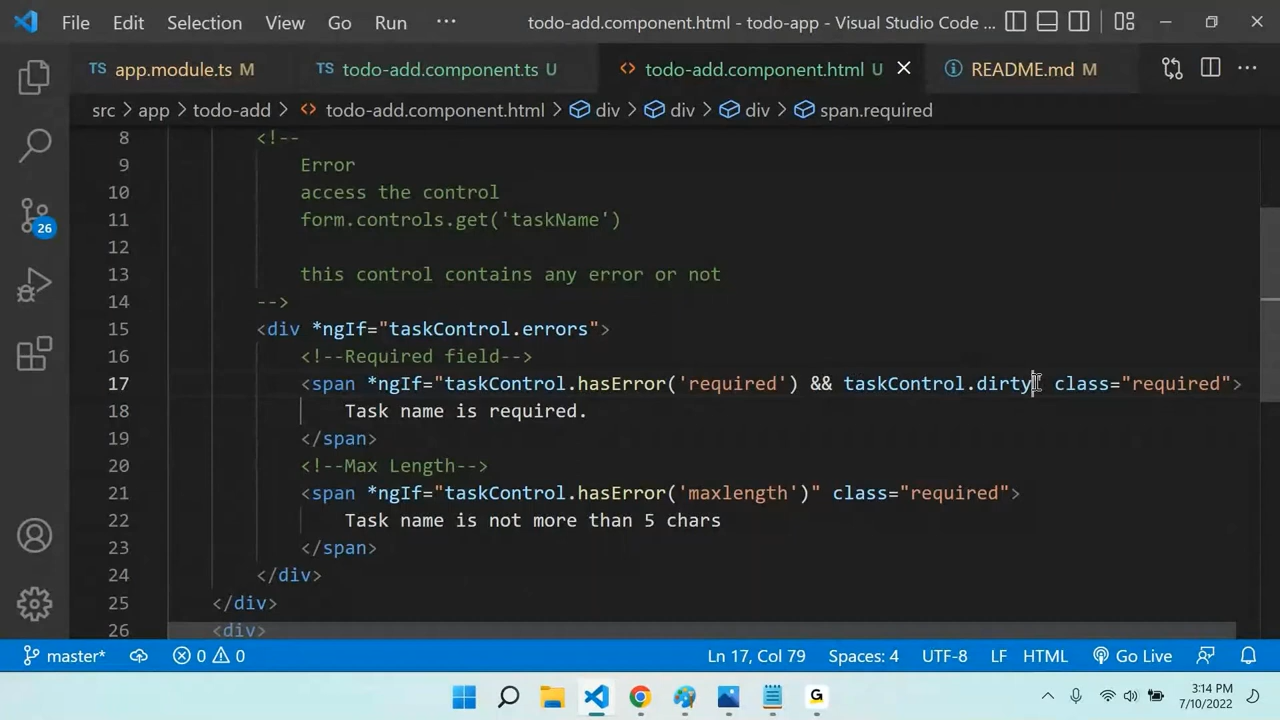 File Edit Selection View Go Run ··· todo-add.component.html - todo-app - Visual Studio Code ...
TS app.module.ts M TS todo-add.component.ts U <> todo-add.component.html U README.md M ···
src > app > todo-add > <> todo-add.component.html > div > div > div > span.required
8 <!--
9 Error
10 access the control
11 form.controls.get('taskName')
12
13 this control contains any error or not
14 -->
15 <div *ngIf="taskControl.errors">
16 <!--Required field-->
17 <span *ngIf="taskControl.hasError('required') && taskControl.dirty" class="required">
18 Task name is required.
19 </span>
20 <!--Max Length-->
21 <span *ngIf="taskControl.hasError('maxlength')" class="required">
22 Task name is not more than 5 chars
23 </span>
24 </div>
25 </div>
26 <div>
26
master* 0 0 Ln 17, Col 79 Spaces: 4 UTF-8 LF HTML Go Live
G
3:14 PM
7/10/2022